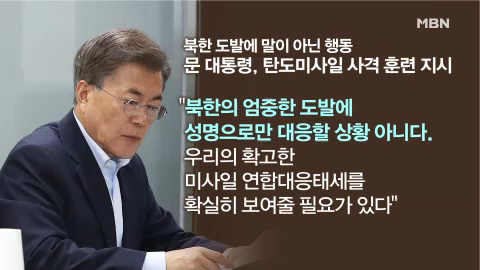 MBN
북한 도발에 말이 아닌 행동
문 대통령, 탄도미사일 사격 훈련 지시
"북한의 엄중한 도발에
성명으로만 대응할 상황 아니다.
우리의 확고한
미사일 연합대응태세를
확실히 보여줄 필요가 있다"